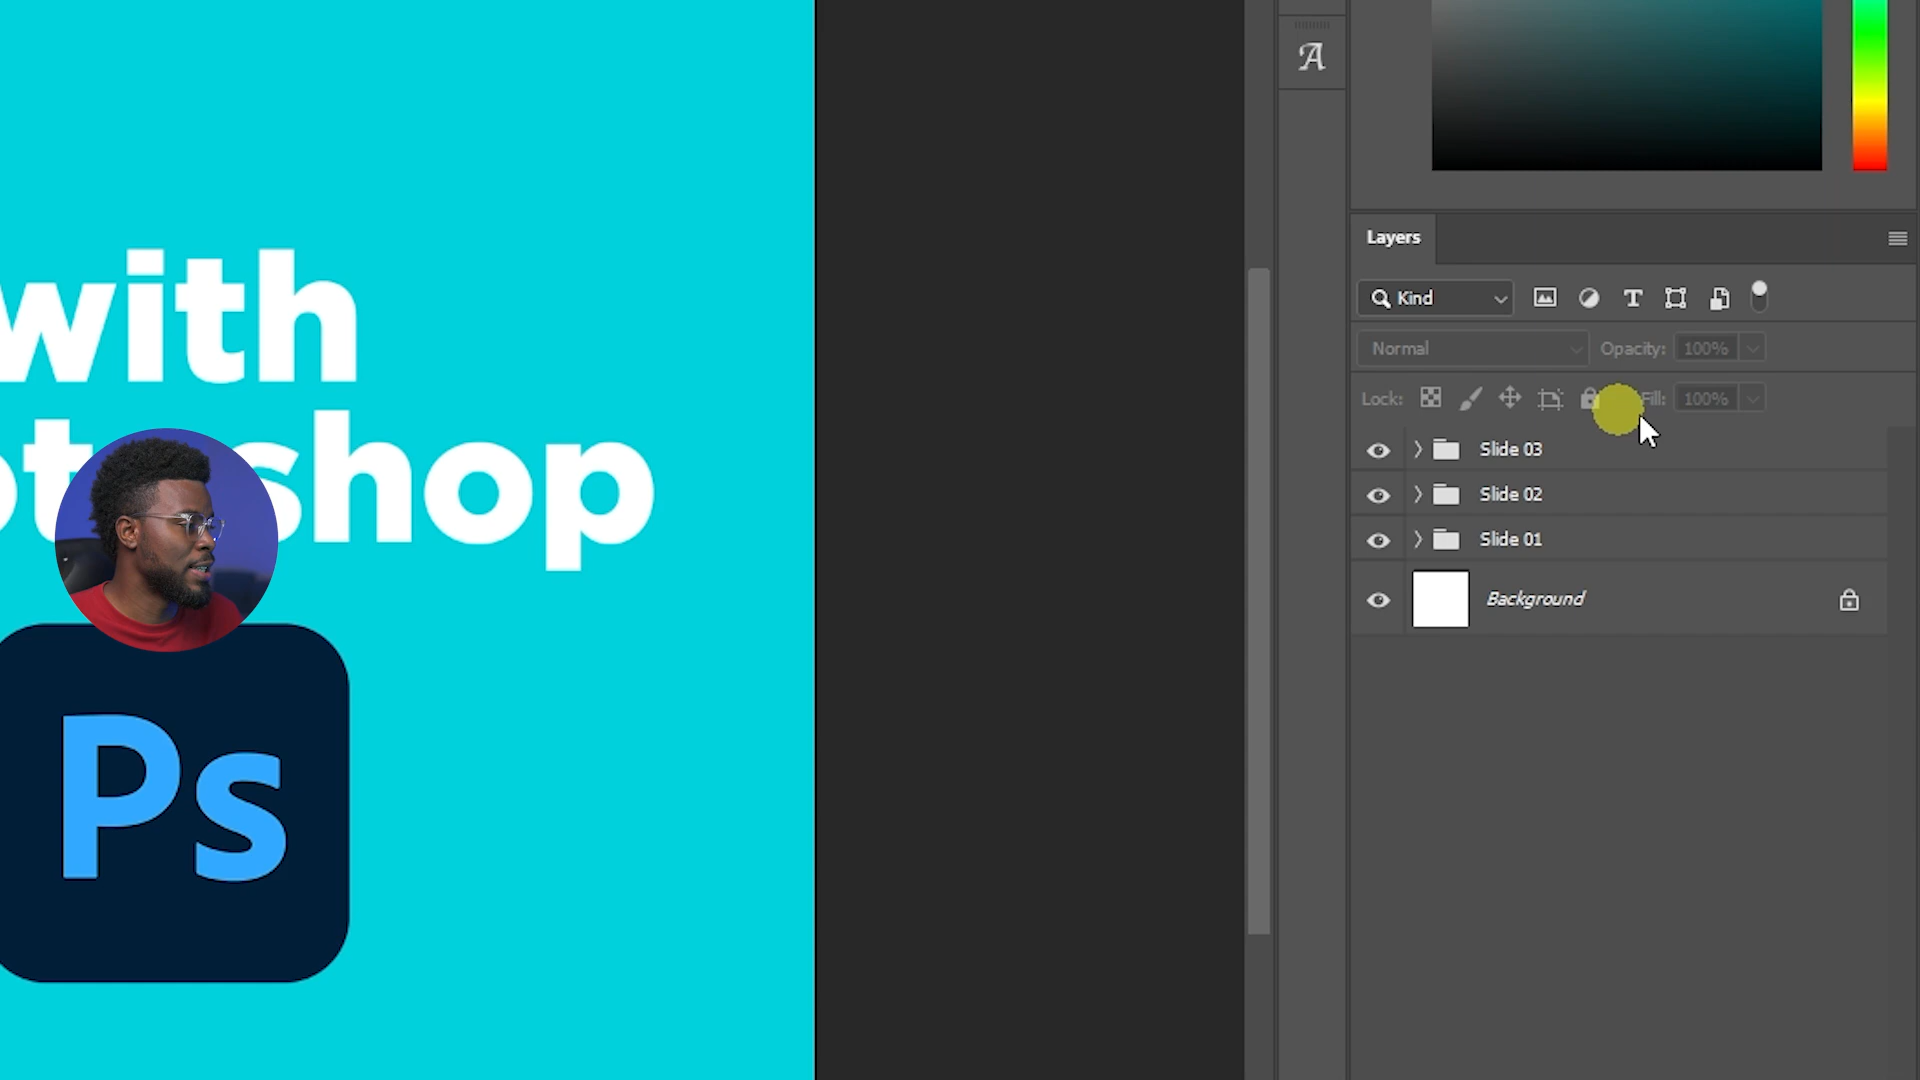 with
shop
Ps
A
Layers
Kind
T
Normal
Opacity:
100%
Lock:
Fill:
100%
Slide 03
Slide 02
Slide 01
Background